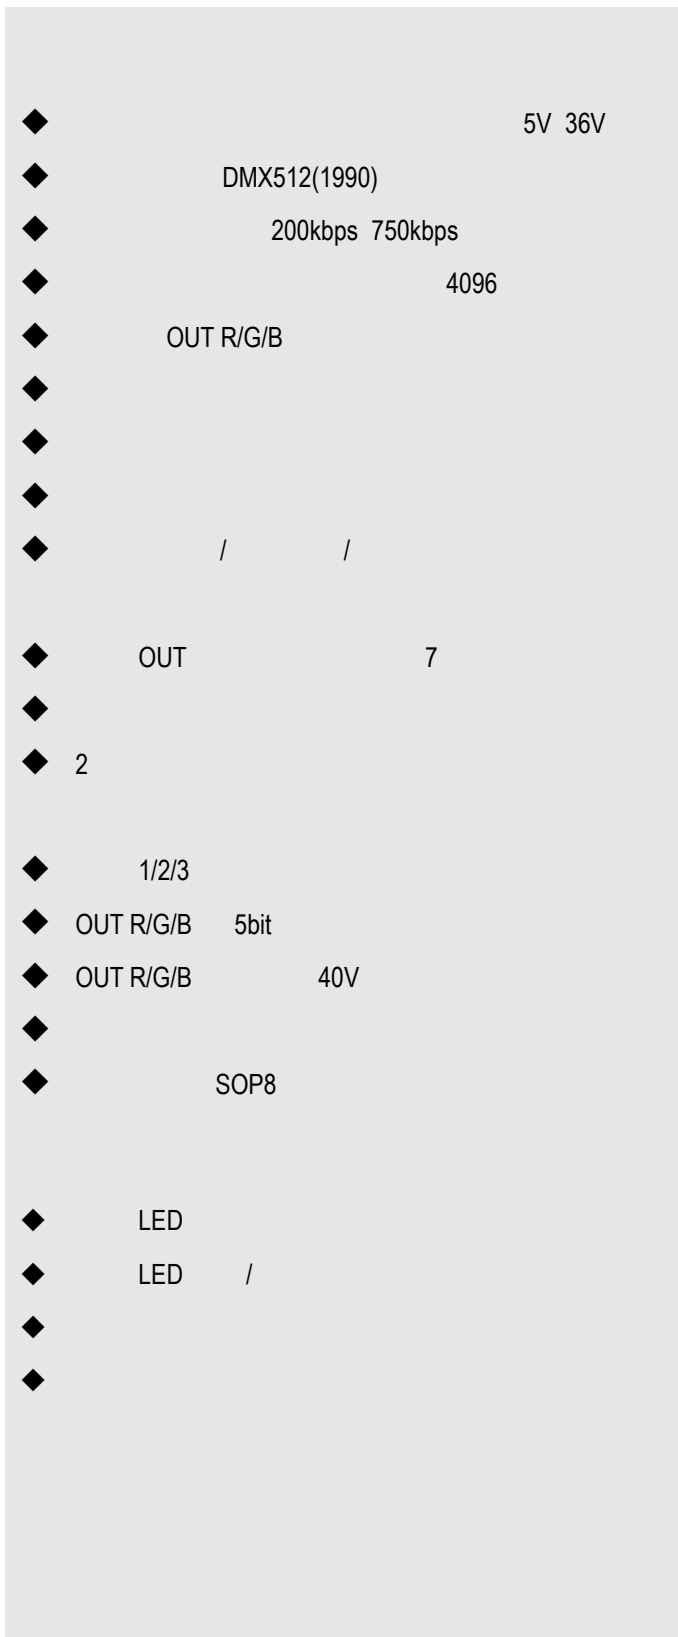 ◆ 5V 36V
◆ DMX512(1990)
◆ 200kbps 750kbps
◆ 4096
◆ OUT R/G/B
◆
◆
◆
◆ / /
◆ OUT 7
◆
◆ 2
◆ 1/2/3
◆ OUT R/G/B 5bit
◆ OUT R/G/B 40V
◆
◆ SOP8
◆ LED
◆ LED /
◆
◆